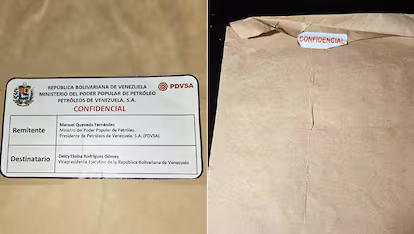 REPÚBLICA BOLIVARIANA DE VENEZUELA
MINISTERIO DEL PODER POPULAR DE PETRÓLEO
PETRÓLEOS DE VENEZUELA, S.A.
CONFIDENCIAL
PDVSA
Remitente
Manuel Quevedo Fernández
Ministro del Poder Popular de Petróleo.
Presidente de Petróleos de Venezuela, S.A. (PDVSA)
Destinatario
Delcy Eloina Rodríguez Gómez
Vicepresidente Ejecutiva de la República Bolivariana de Venezuela
CONFIDENCIAL